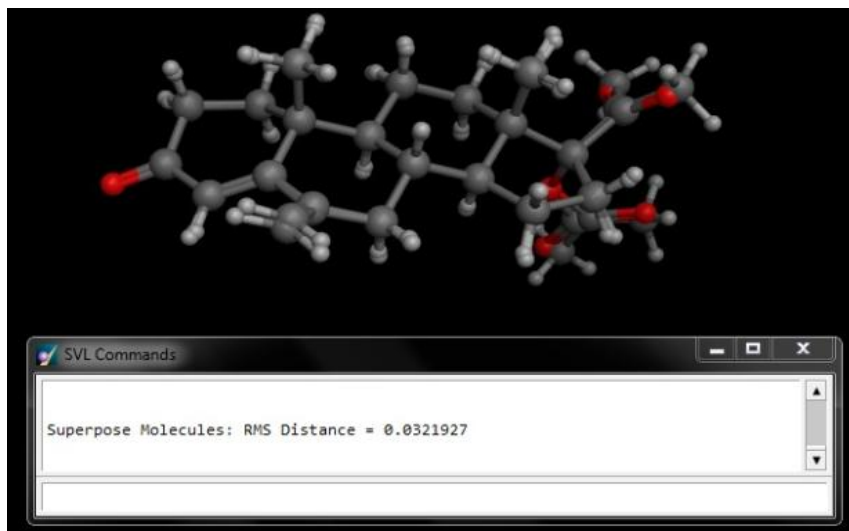 SVL Commands
Superpose Molecules: RMS Distance = 0.0321927